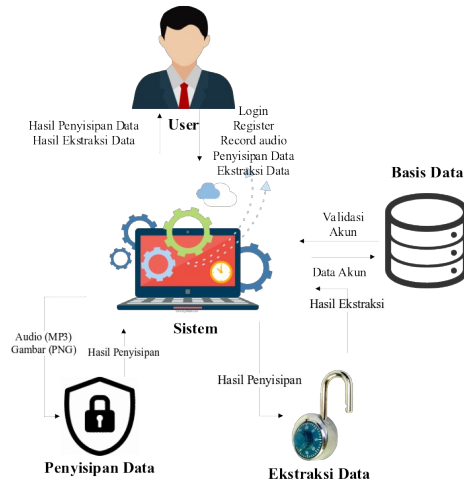 User
Hasil Penyisipan Data
Hasil Ekstraksi Data
Login
Register
Record audio
Penyisipan Data
Ekstraksi Data
Basis Data
Validasi
Akun
Data Akun
Hasil Ekstraksi
Sistem
Audio (MP3)
Gambar (PNG)
Hasil Penyisipan
Hasil Penyisipan
Penyisipan Data
Ekstraksi Data